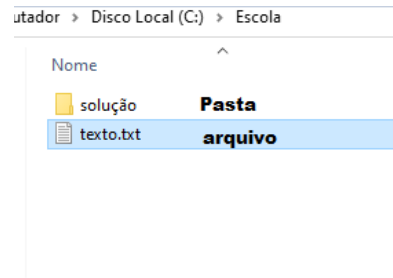 utador > Disco Local (C:) > Escola
Nome
solução Pasta
texto.txt arquivo